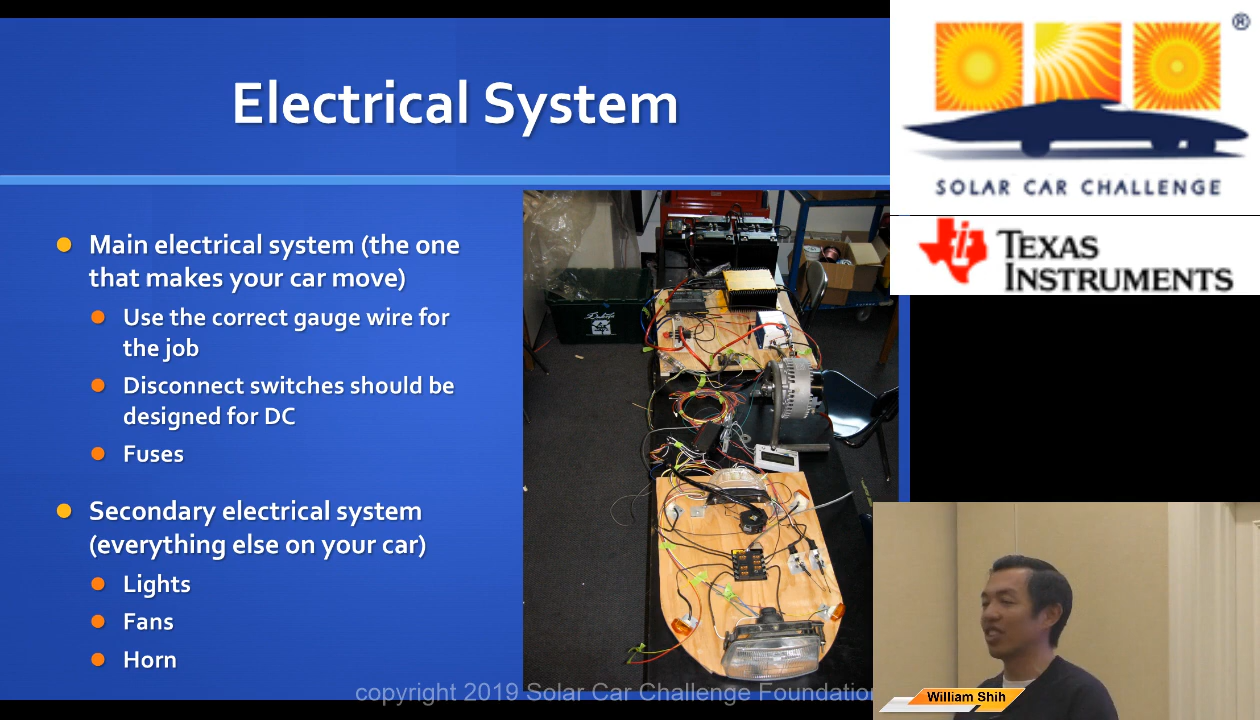 Electrical System
Main electrical system (the one
that makes your car move)
Use the correct gauge wire for
the job
Disconnect switches should be
designed for DC
Fuses
Secondary electrical system
(everything else on your car)
Lights
Fans
Horn
copyright 2019 Solar Car Challenge Foundation
®
SOLAR CAR CHALLENGE
TEXAS
INSTRUMENTS
William Shih